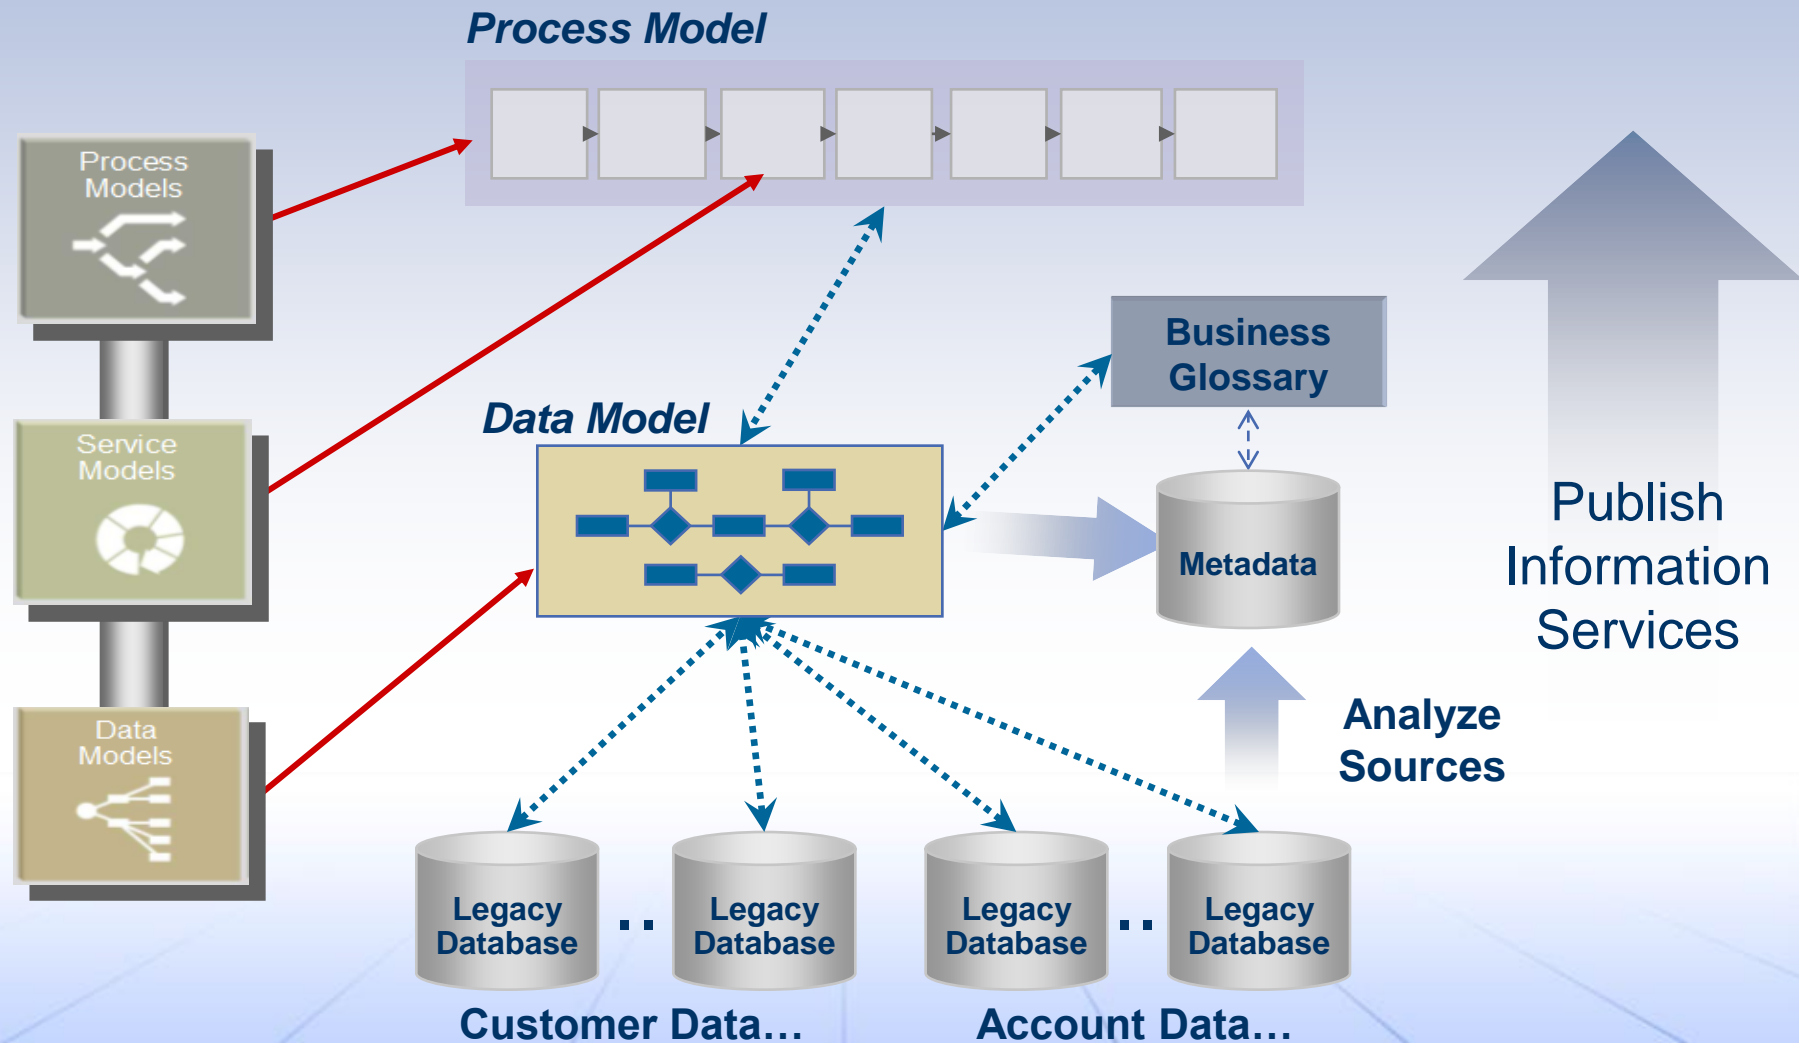 Process Model
Process
Models
Service
Models
Data
Models
Data Model
Business
Glossary
Metadata
Publish
Information
Services
Analyze
Sources
Legacy
Database
..
Legacy
Database
Legacy
Database
..
Legacy
Database
Customer Data…
Account Data…